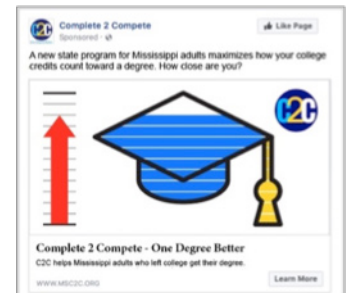 Complete 2 Compete
Sponsored ·
Like Page
A new state program for Mississippi adults maximizes how your college
credits count toward a degree. How close are you?
C2C
Complete 2 Compete - One Degree Better
C2C helps Mississippi adults who left college get their degree.
WWW.MSC2C.ORG
Learn More